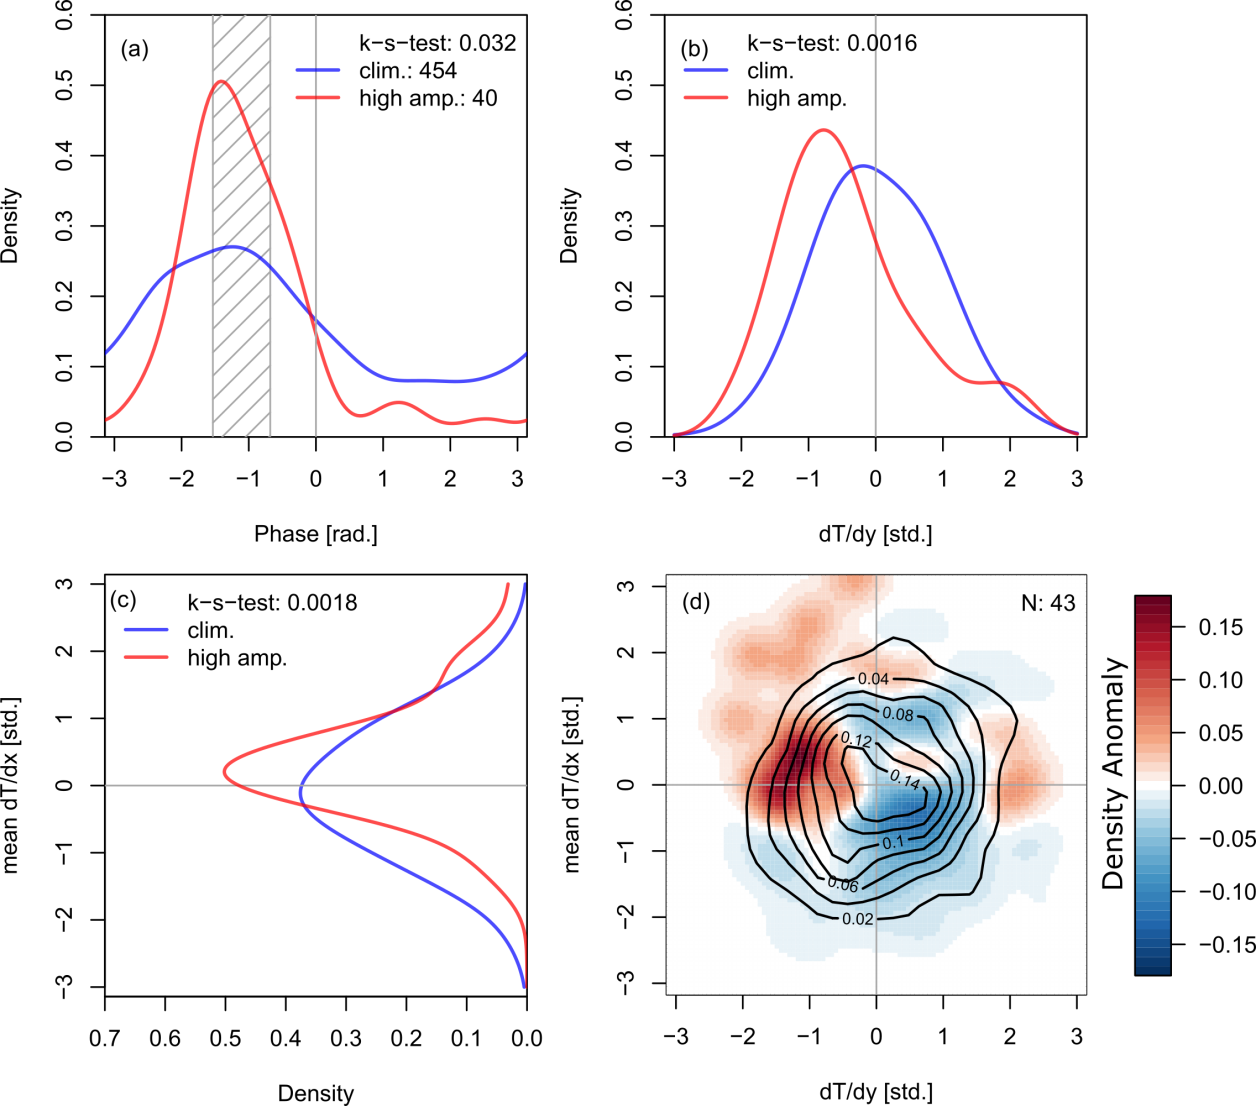 (a)
k−s−test: 0.032
clim.: 454
high amp.: 40
Density
0.0 0.1 0.2 0.3 0.4 0.5 0.6
−3 −2 −1 0 1 2 3
Phase [rad.]
(b)
k−s−test: 0.0016
clim.
high amp.
Density
0.0 0.1 0.2 0.3 0.4 0.5 0.6
−3 −2 −1 0 1 2 3
dT/dy [std.]
(c)
k−s−test: 0.0018
clim.
high amp.
mean dT/dx [std.]
−3 −2 −1 0 1 2 3
0.7 0.6 0.5 0.4 0.3 0.2 0.1 0.0
Density
(d)
N: 43
0.04
0.08
0.12
0.14
0.1
0.06
0.02
mean dT/dx [std.]
3
2
1
0
−1
−2
−3
−3 −2 −1 0 1 2 3
dT/dy [std.]
Density Anomaly
0.15
0.10
0.05
0.00
−0.05
−0.10
−0.15